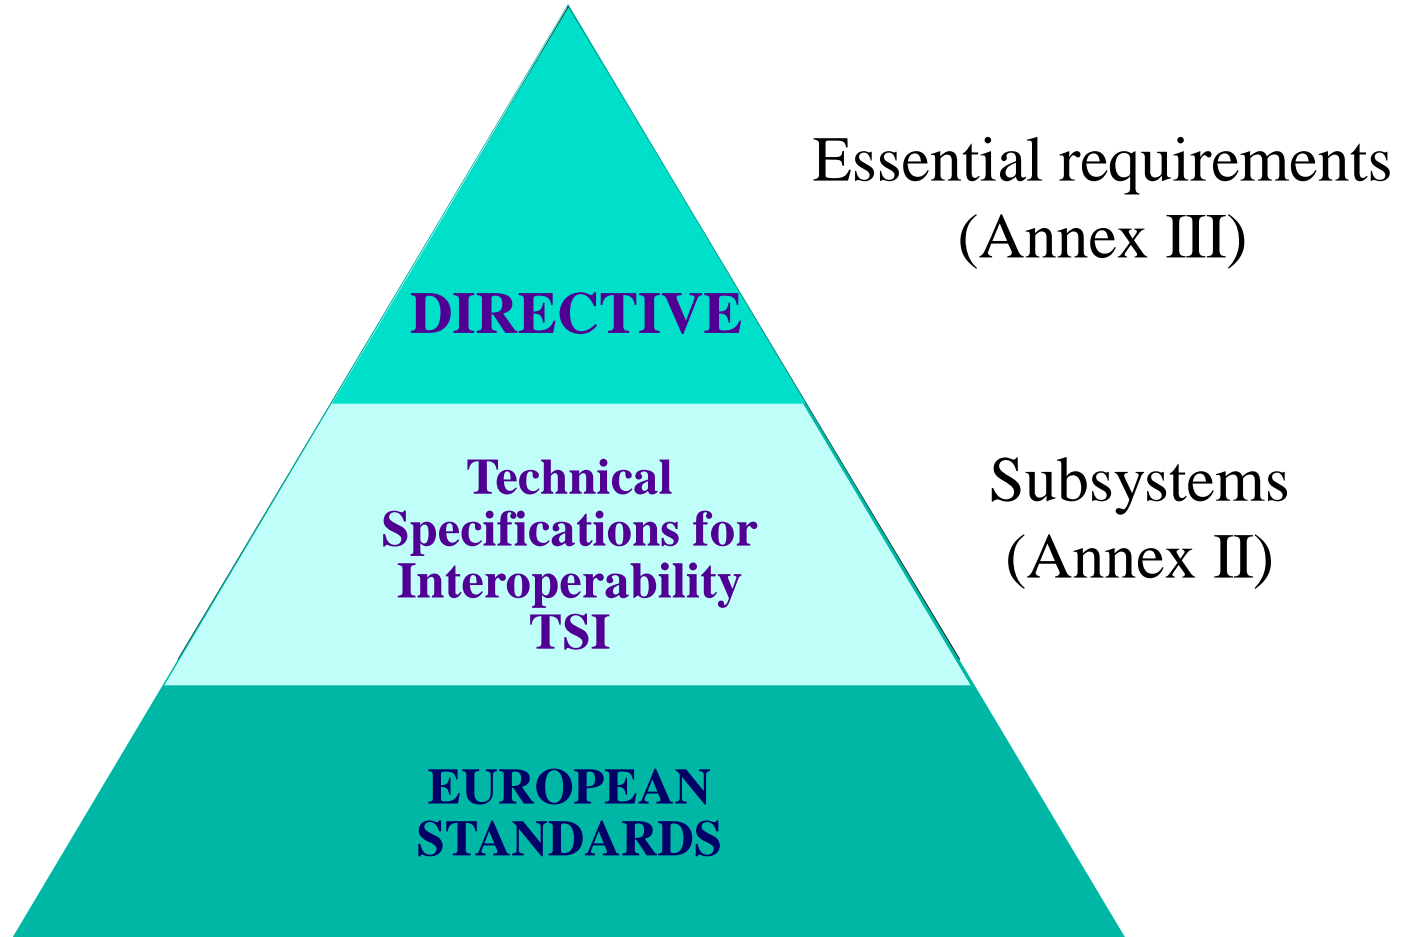 Essential requirements
(Annex III)
DIRECTIVE
Technical
Specifications for
Interoperability
TSI
Subsystems
(Annex II)
EUROPEAN
STANDARDS